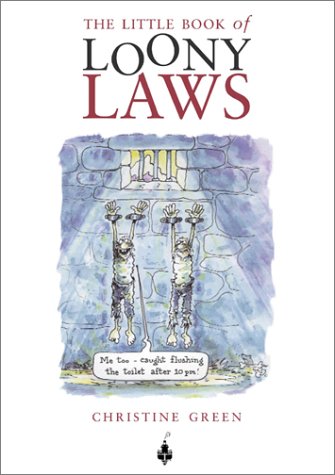 THE LITTLE BOOK of
LOONY
LAWS
Me too - caught flushing
the toilet after 10 pm!
CHRISTINE GREEN